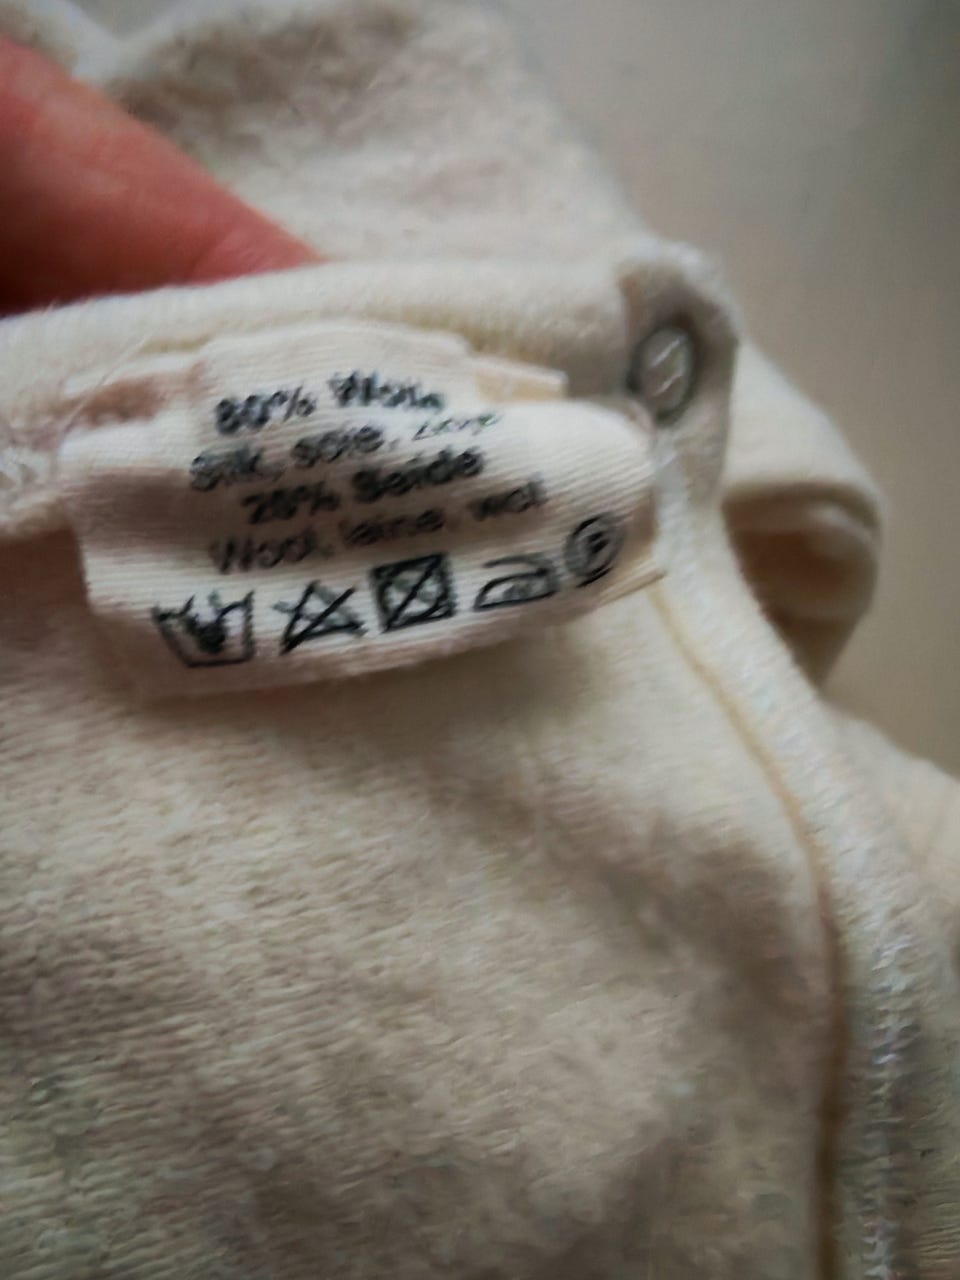 80% Wolle
Silk, soie,
20% Seide
Wool, laine, wol
P